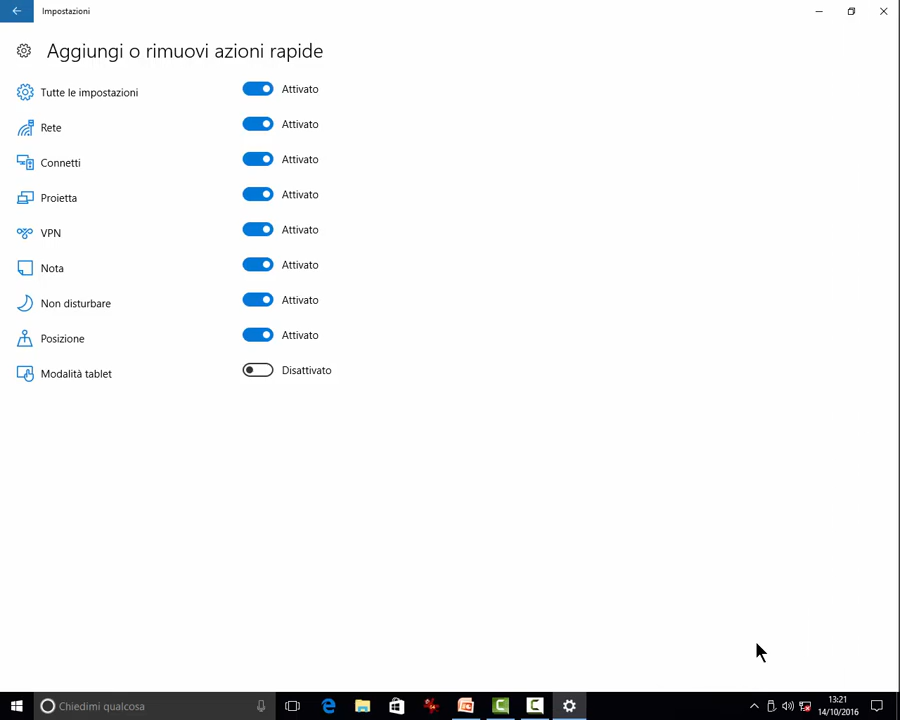 Impostazioni
Aggiungi o rimuovi azioni rapide
Tutte le impostazioni Attivato
Rete Attivato
Connetti Attivato
Proietta Attivato
VPN Attivato
Nota Attivato
Non disturbare Attivato
Posizione Attivato
Modalità tablet Disattivato
Chiedimi qualcosa
13:21
14/10/2016